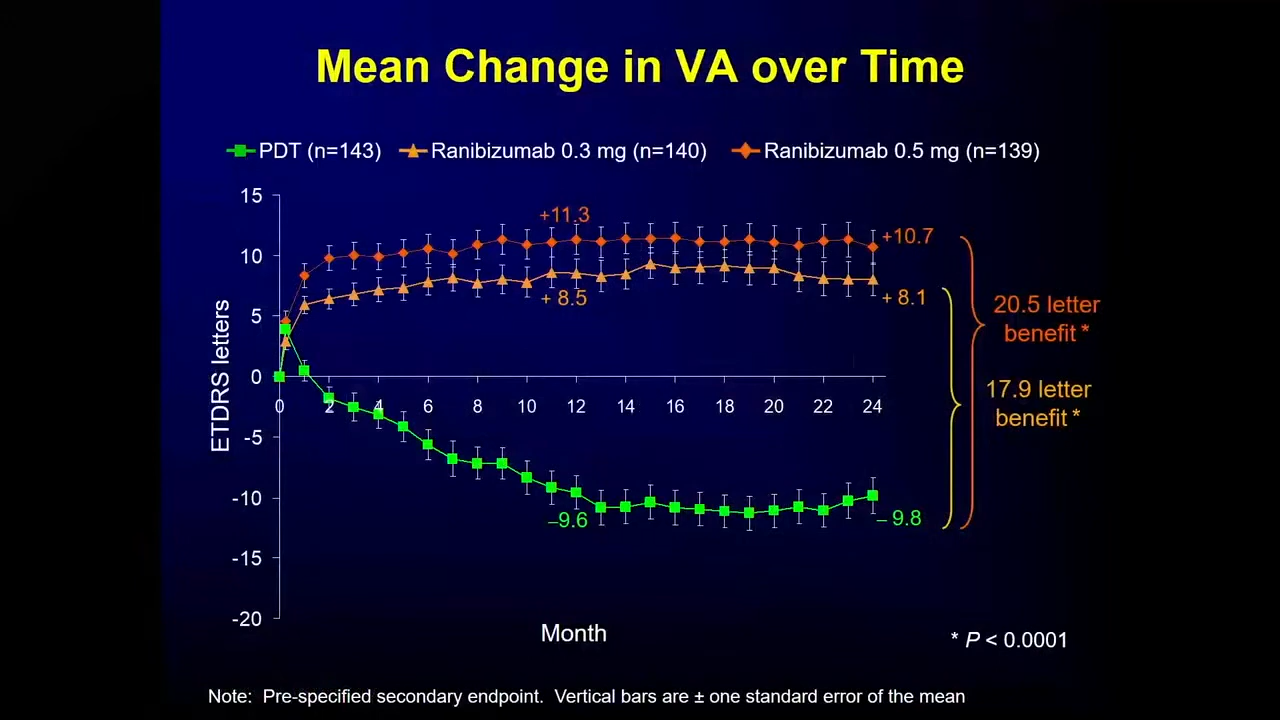 Mean Change in VA over Time
PDT (n=143) Ranibizumab 0.3 mg (n=140) Ranibizumab 0.5 mg (n=139)
15
10
5
0
-5
-10
-15
-20
ETDRS letters
0 2 4 6 8 10 12 14 16 18 20 22 24
+11.3
+10.7
+ 8.5
+ 8.1
–9.6
– 9.8
20.5 letter
benefit *
17.9 letter
benefit *
Month
* P < 0.0001
Note: Pre-specified secondary endpoint. Vertical bars are ± one standard error of the mean